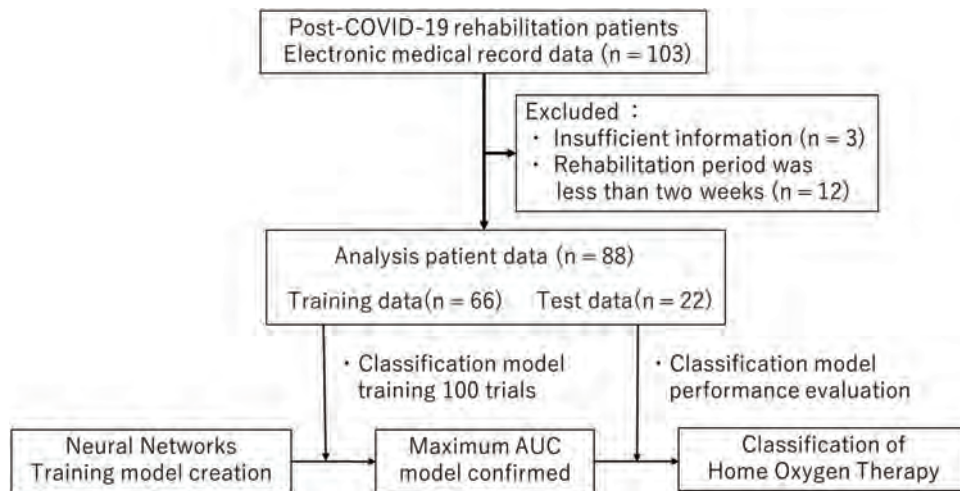 Post-COVID-19 rehabilitation patients
Electronic medical record data (n = 103)
Excluded :
・ Insufficient information (n = 3)
・ Rehabilitation period was
less than two weeks (n = 12)
Analysis patient data (n = 88)
Training data(n = 66) Test data(n = 22)
・Classification model
training 100 trials
・Classification model
performance evaluation
Neural Networks
Training model creation
Maximum AUC
model confirmed
Classification of
Home Oxygen Therapy